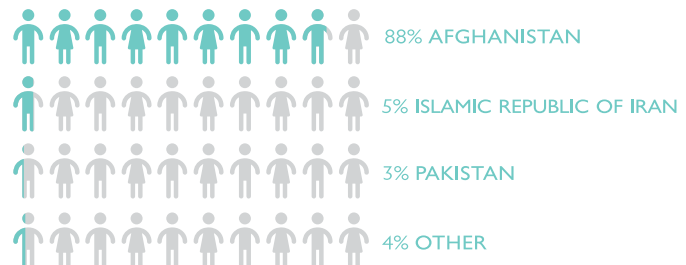 88% AFGHANISTAN
5% ISLAMIC REPUBLIC OF IRAN
3% PAKISTAN
4% OTHER